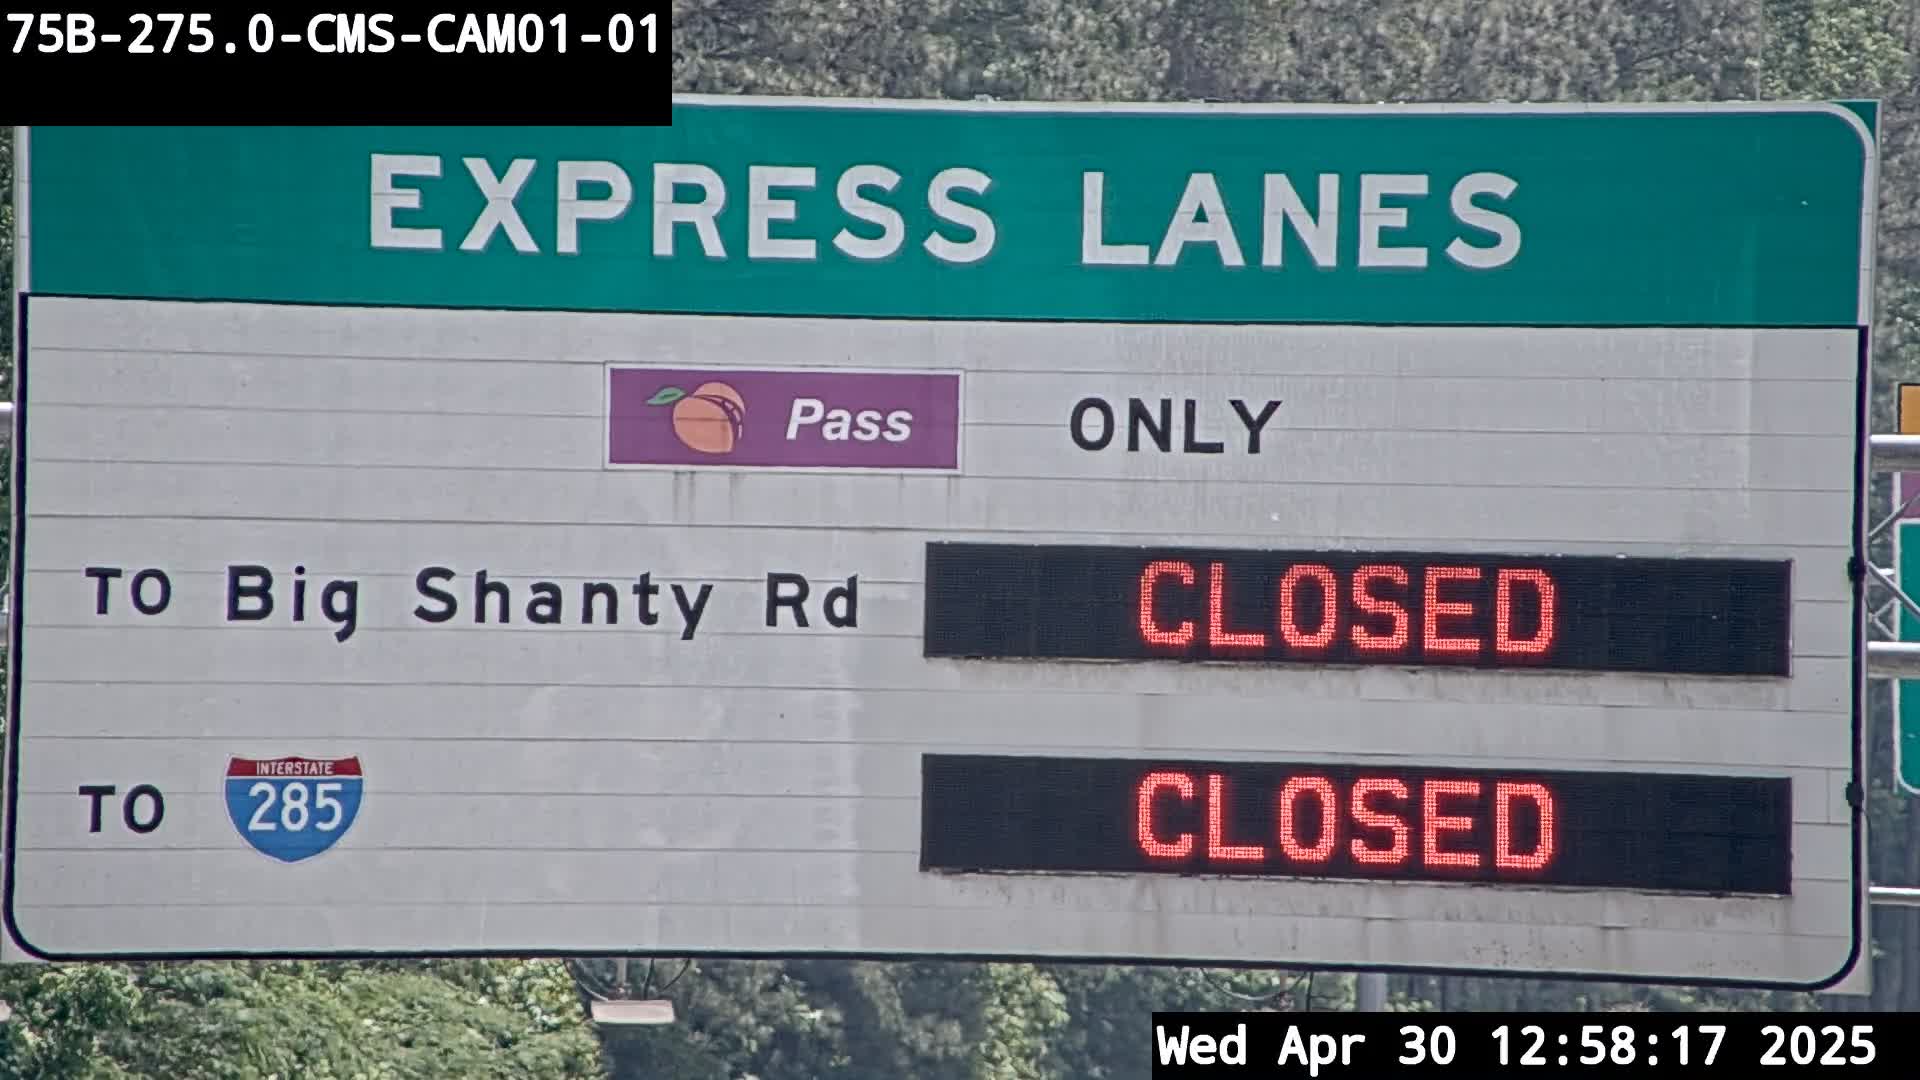 75B-275.0-CMS-CAM01-01
EXPRESS LANES
Pass ONLY
TO Big Shanty Rd CLOSED
TO INTERSTATE 285 CLOSED
Wed Apr 30 12:58:17 2025